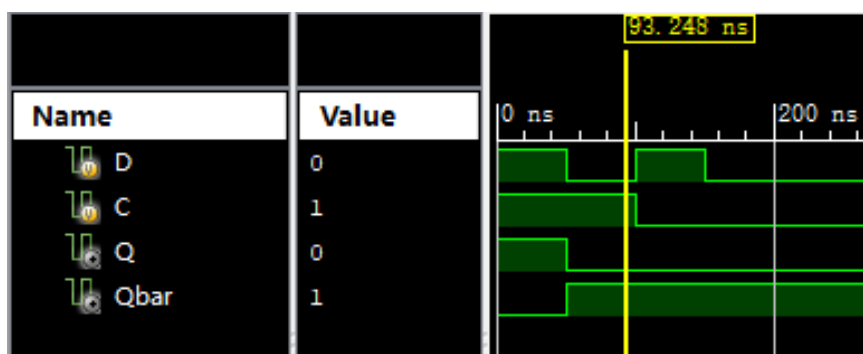 93.248 ns
Name Value 0 ns 200 ns
D 0
C 1
Q 0
Qbar 1